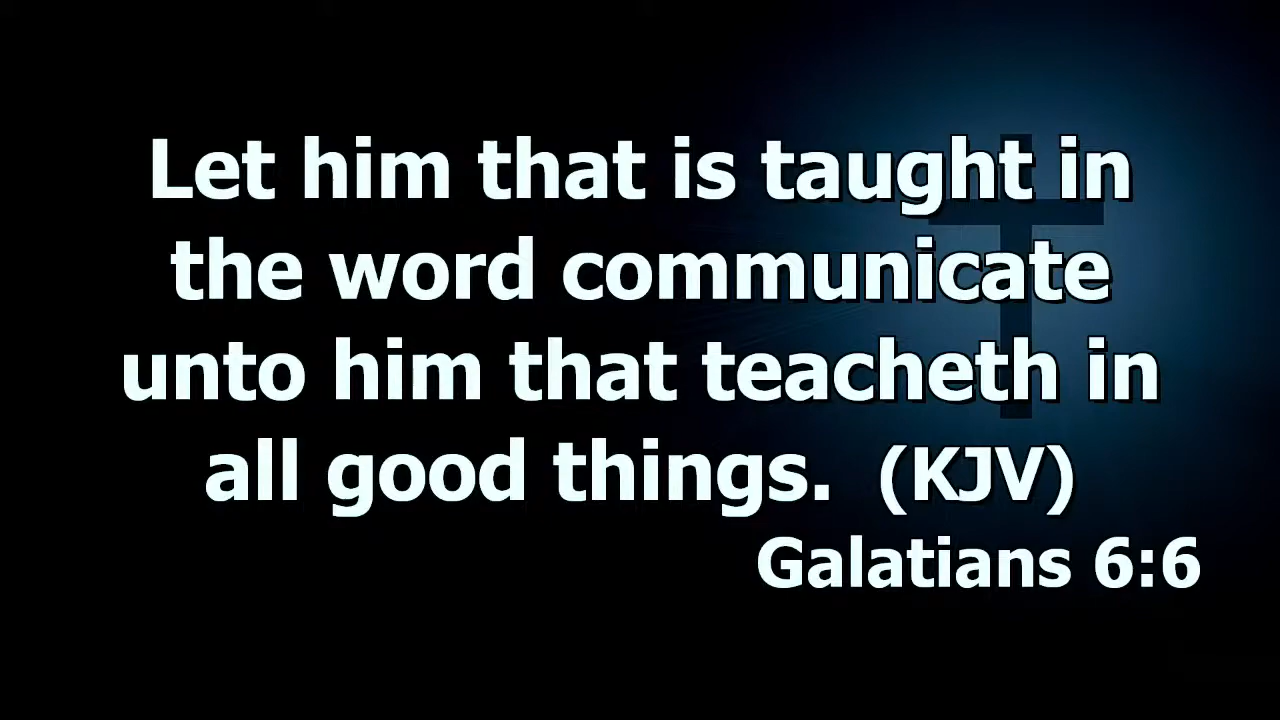 Let him that is taught in
the word communicate
unto him that teacheth in
all good things.  (KJV)
Galatians 6:6